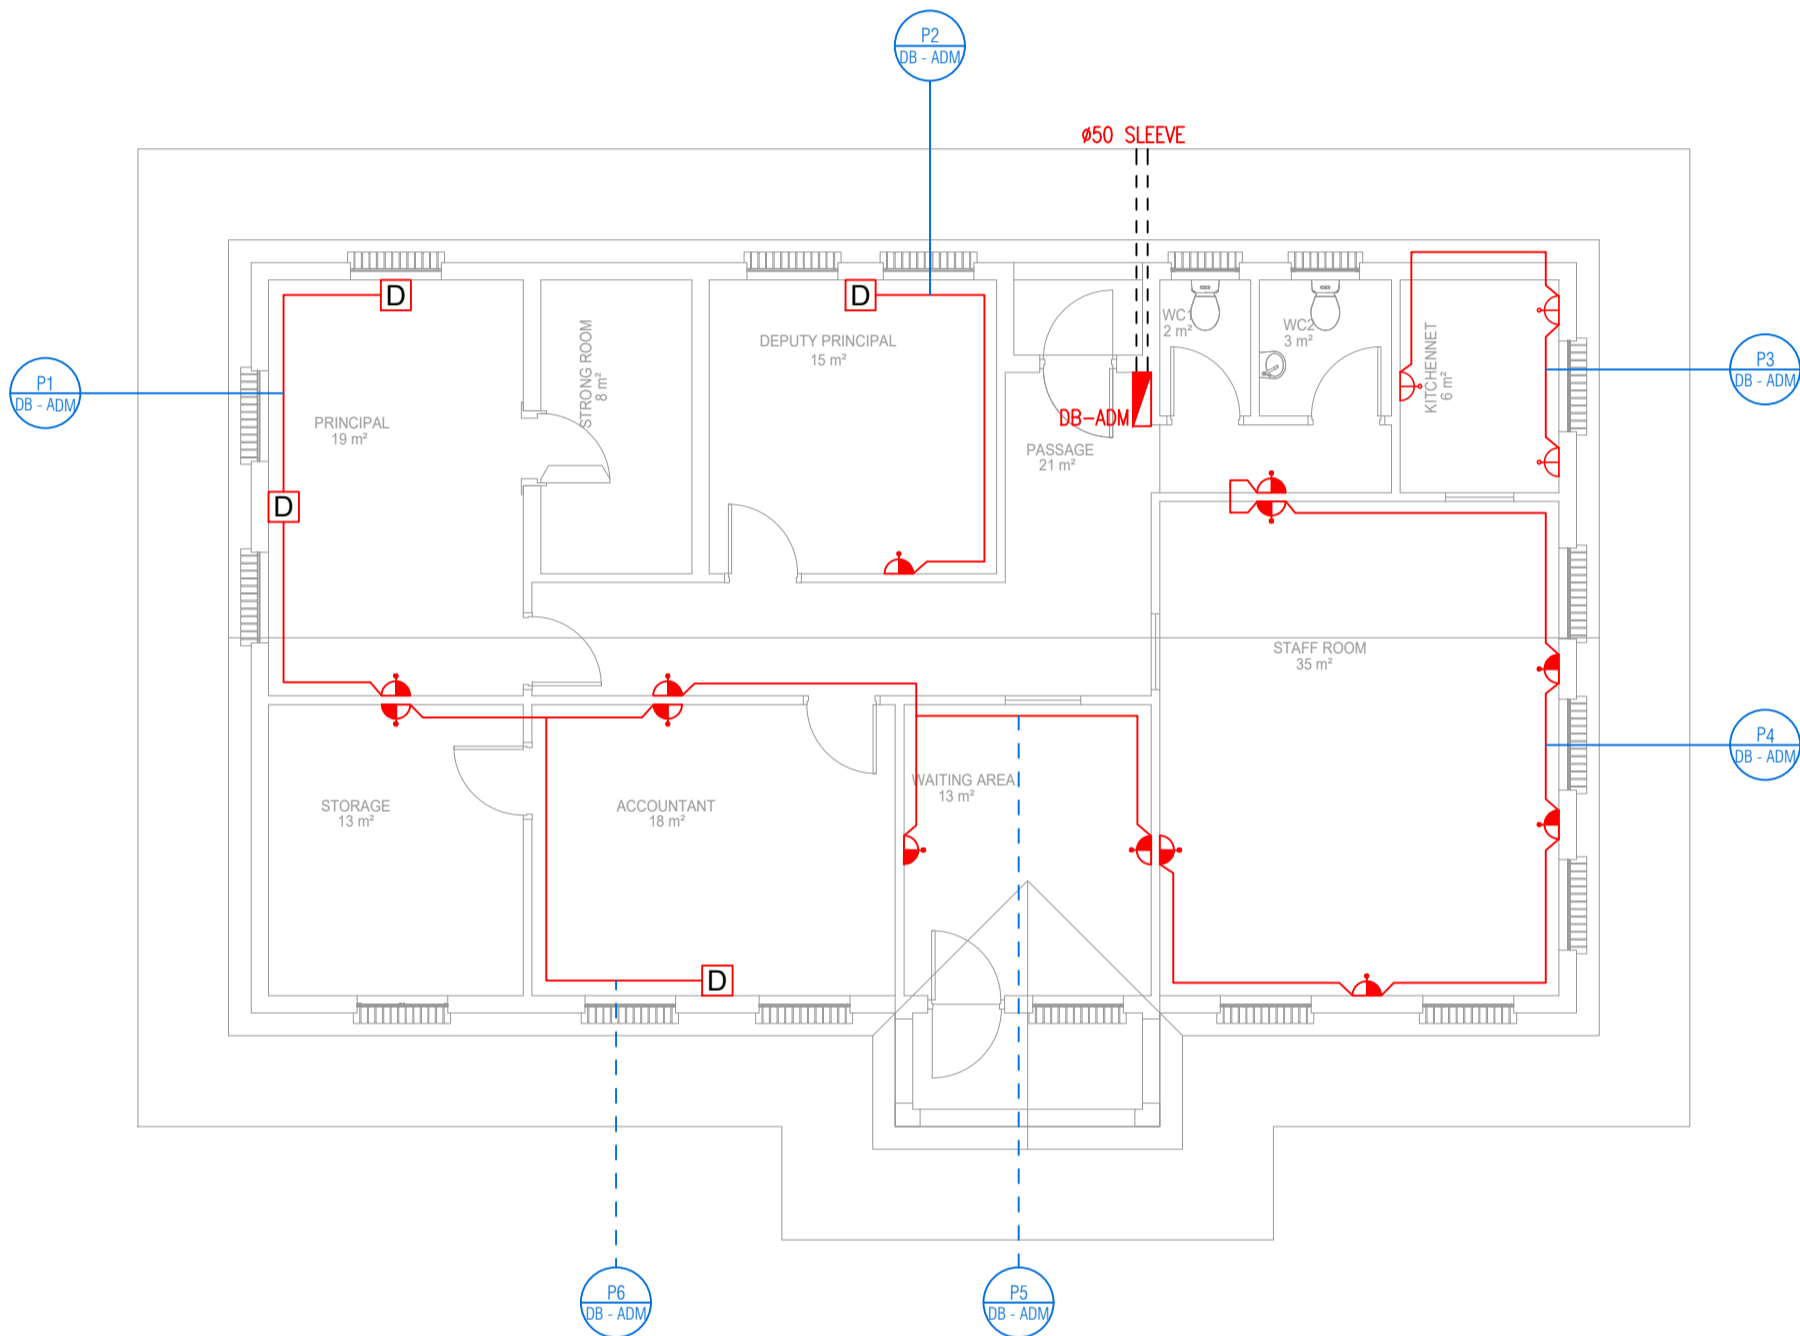 P2
DB - ADM
ø50 SLEEVE
D
D
DEPUTY PRINCIPAL
15 m²
STRONG ROOM
8 m²
WC1
2 m²
WC2
3 m²
KITCHENNET
6 m²
P1
DB - ADM
P3
DB - ADM
PRINCIPAL
19 m²
DB-ADM
PASSAGE
21 m²
D
STAFF ROOM
35 m²
P4
DB - ADM
STORAGE
13 m²
ACCOUNTANT
18 m²
WAITING AREA
13 m²
D
P6
DB - ADM
P5
DB - ADM